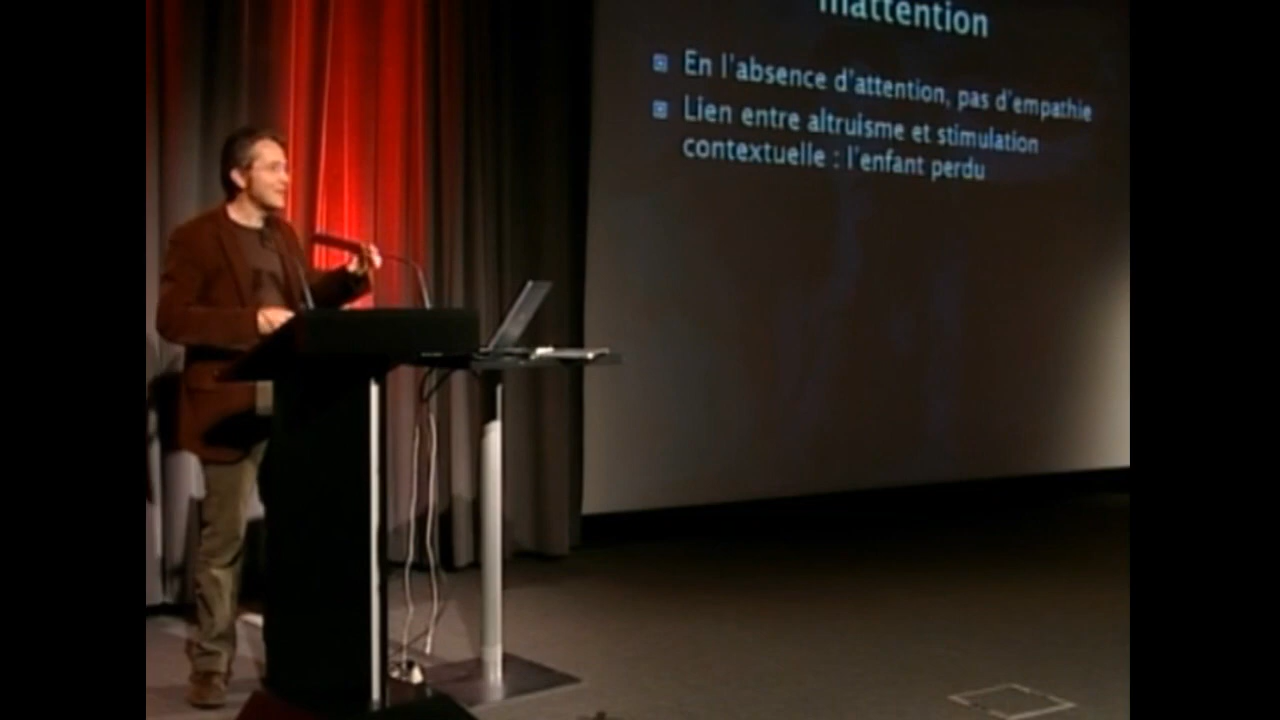 Inattention
En l'absence d'attention, pas d'empathie
Lien entre altruisme et stimulation
contextuelle : l'enfant perdu